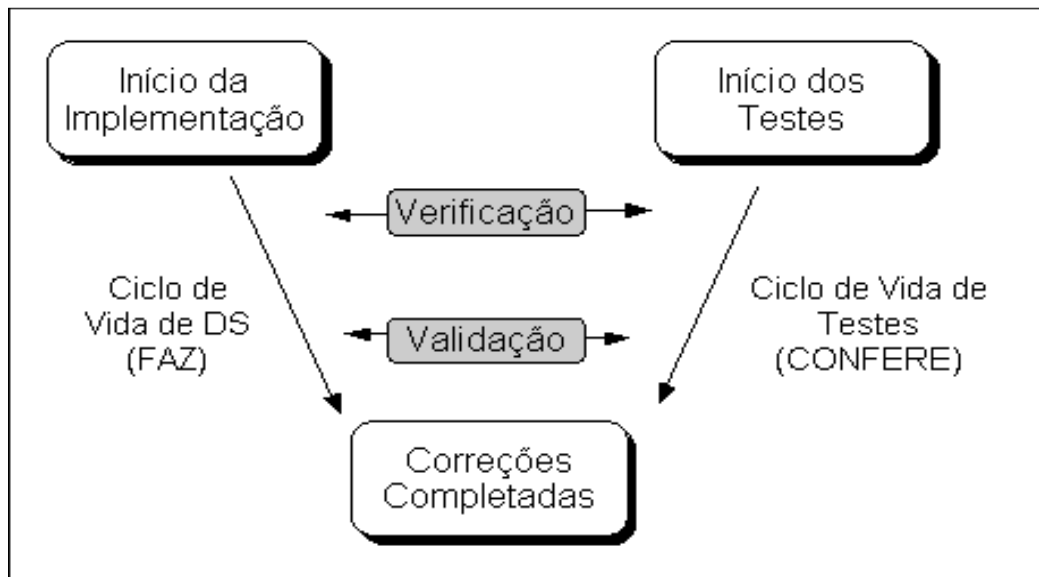 Início da
Implementação
Início dos
Testes
Verificação
Ciclo de
Vida de DS
(FAZ)
Ciclo de Vida de
Testes
(CONFERE)
Validação
Correções
Completadas